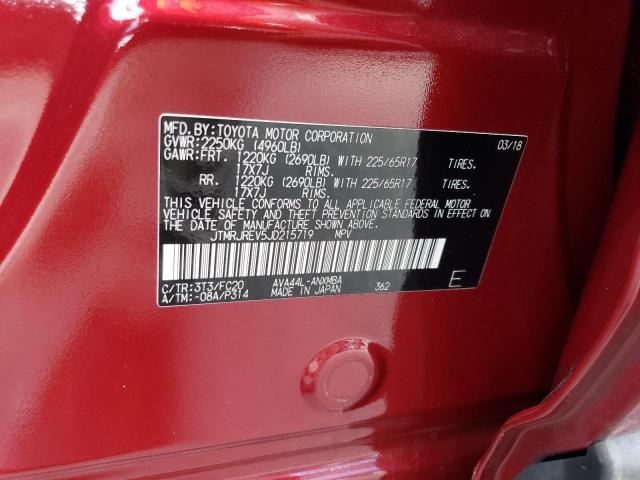 MFD.BY:TOYOTA MOTOR CORPORATION 03/18
GVWR:2250KG (4960LB)
GAWR:FRT. 1220KG (2690LB) WITH 225/65R17 TIRES.
17X7J RIMS.
RR. 1220KG (2690LB) WITH 225/65R17 TIRES.
17X7J RIMS.
THIS VEHICLE CONFORMS TO ALL APPLICABLE FEDERAL MOTOR
VEHICLE SAFETY AND THEFT PREVENTION STANDARDS IN EFFECT
ON THE DATE OF MANUFACTURE SHOWN ABOVE.
JTMRJREV5JD215719 MPV
C/TR:3T3/FC20 AVA44L-ANXMBA
A/TM:-08A/P314 MADE IN JAPAN 362 E